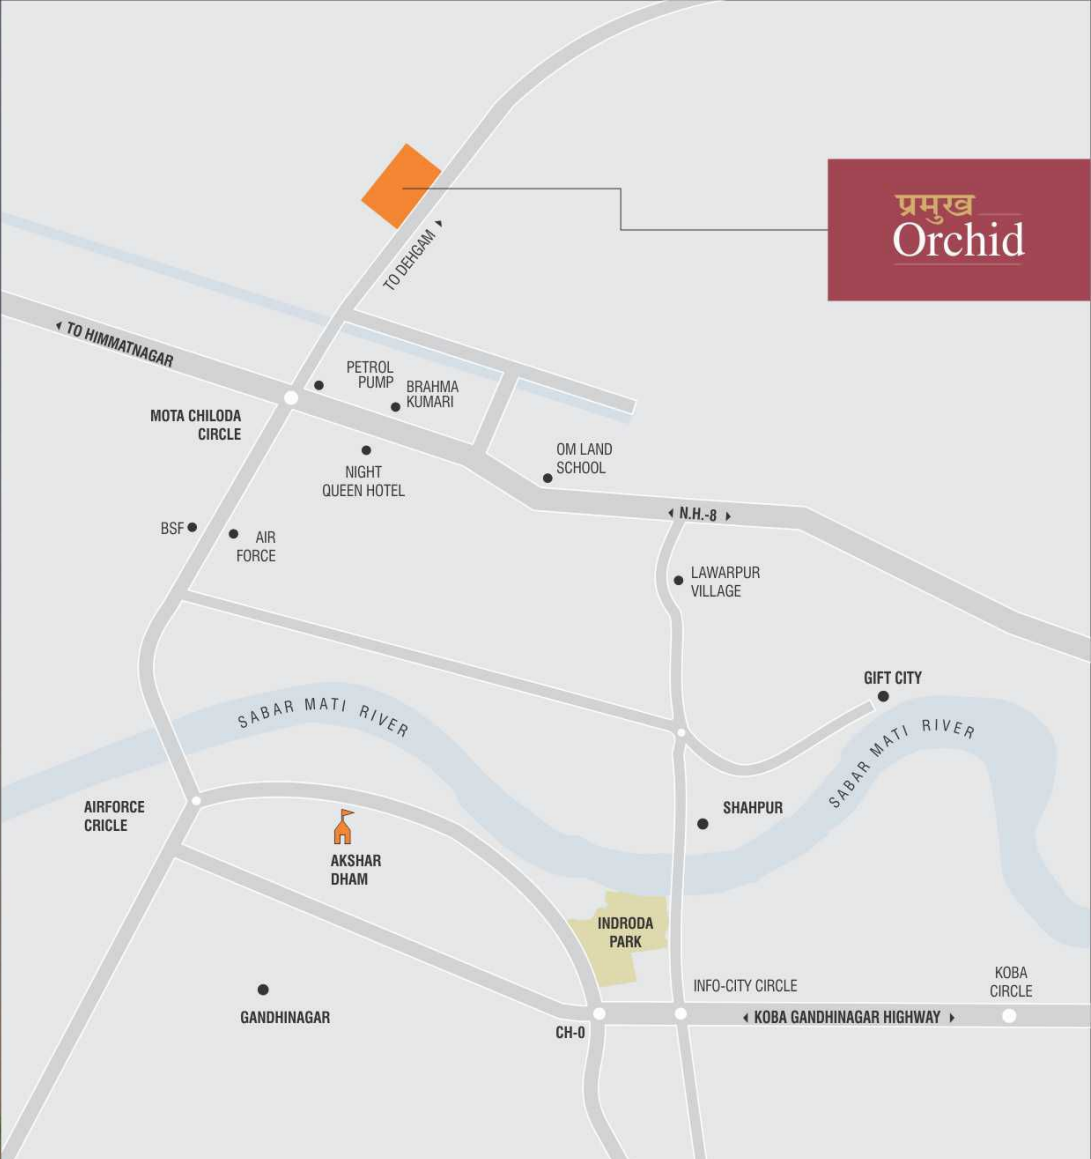 प्रमुख
Orchid
TO DEHGAM
TO HIMMATNAGAR
PETROL
PUMP
BRAHMA
KUMARI
MOTA CHILODA
CIRCLE
OM LAND
SCHOOL
NIGHT
QUEEN HOTEL
N.H.-8
BSF
AIR
FORCE
LAWARPUR
VILLAGE
GIFT CITY
SABAR MATI RIVER
SABAR MATI RIVER
AIRFORCE
CRICLE
SHAHPUR
AKSHAR
DHAM
INDRODA
PARK
INFO-CITY CIRCLE
KOBA
CIRCLE
GANDHINAGAR
KOBA GANDHINAGAR HIGHWAY
CH-0